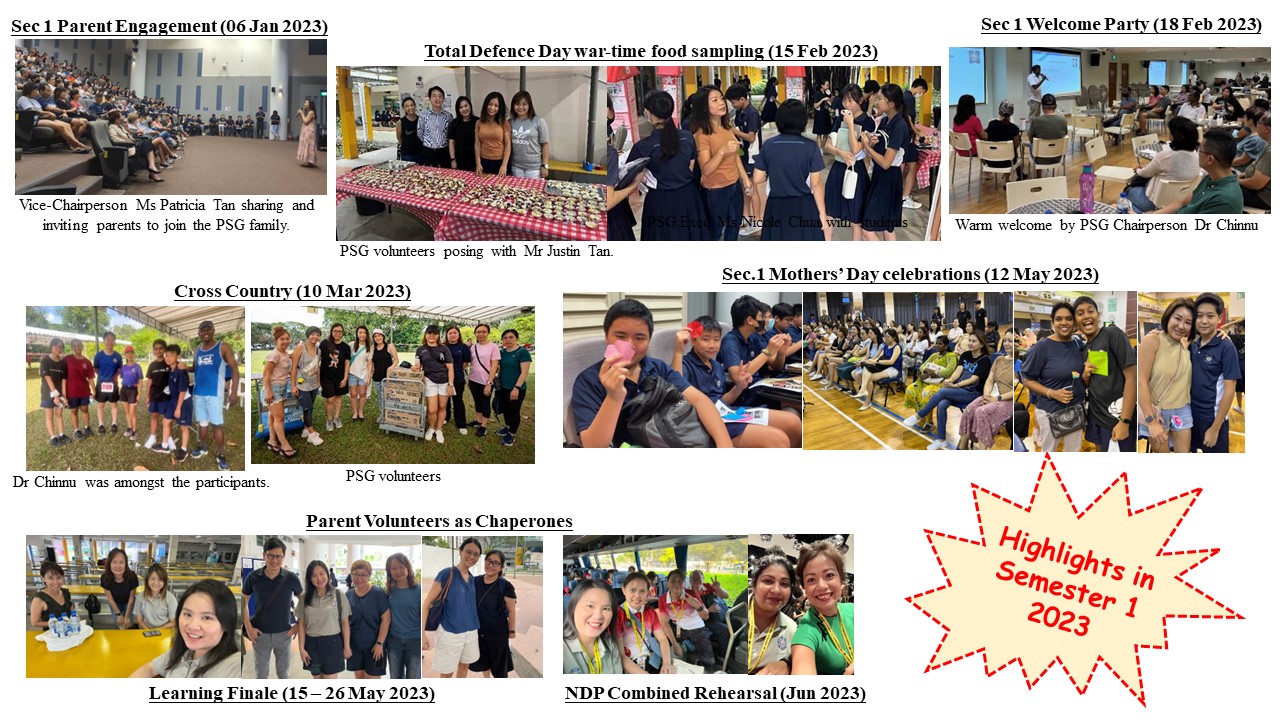 Sec 1 Parent Engagement (06 Jan 2023)
Vice-Chairperson Ms Patricia Tan sharing and
inviting parents to join the PSG family.
Total Defence Day war-time food sampling (15 Feb 2023)
PSG volunteers posing with Mr Justin Tan.
PSG Exco Ms Nicole Chua with students
Sec 1 Welcome Party (18 Feb 2023)
Warm welcome by PSG Chairperson Dr Chinnu
Cross Country (10 Mar 2023)
Dr Chinnu was amongst the participants.
PSG volunteers
Sec.1 Mothers’ Day celebrations (12 May 2023)
Parent Volunteers as Chaperones
Learning Finale (15 – 26 May 2023)
NDP Combined Rehearsal (Jun 2023)
Highlights in
Semester 1
2023